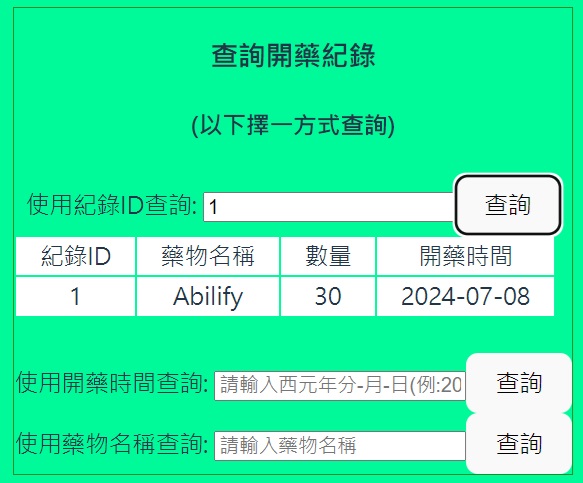 查詢開藥紀錄
(以下擇一方式查詢)
使用紀錄ID查詢: 1 查詢
紀錄ID 藥物名稱 數量 開藥時間
1 Abilify 30 2024-07-08
使用開藥時間查詢: 請輸入西元年分-月-日(例:20 查詢
使用藥物名稱查詢: 請輸入藥物名稱 查詢